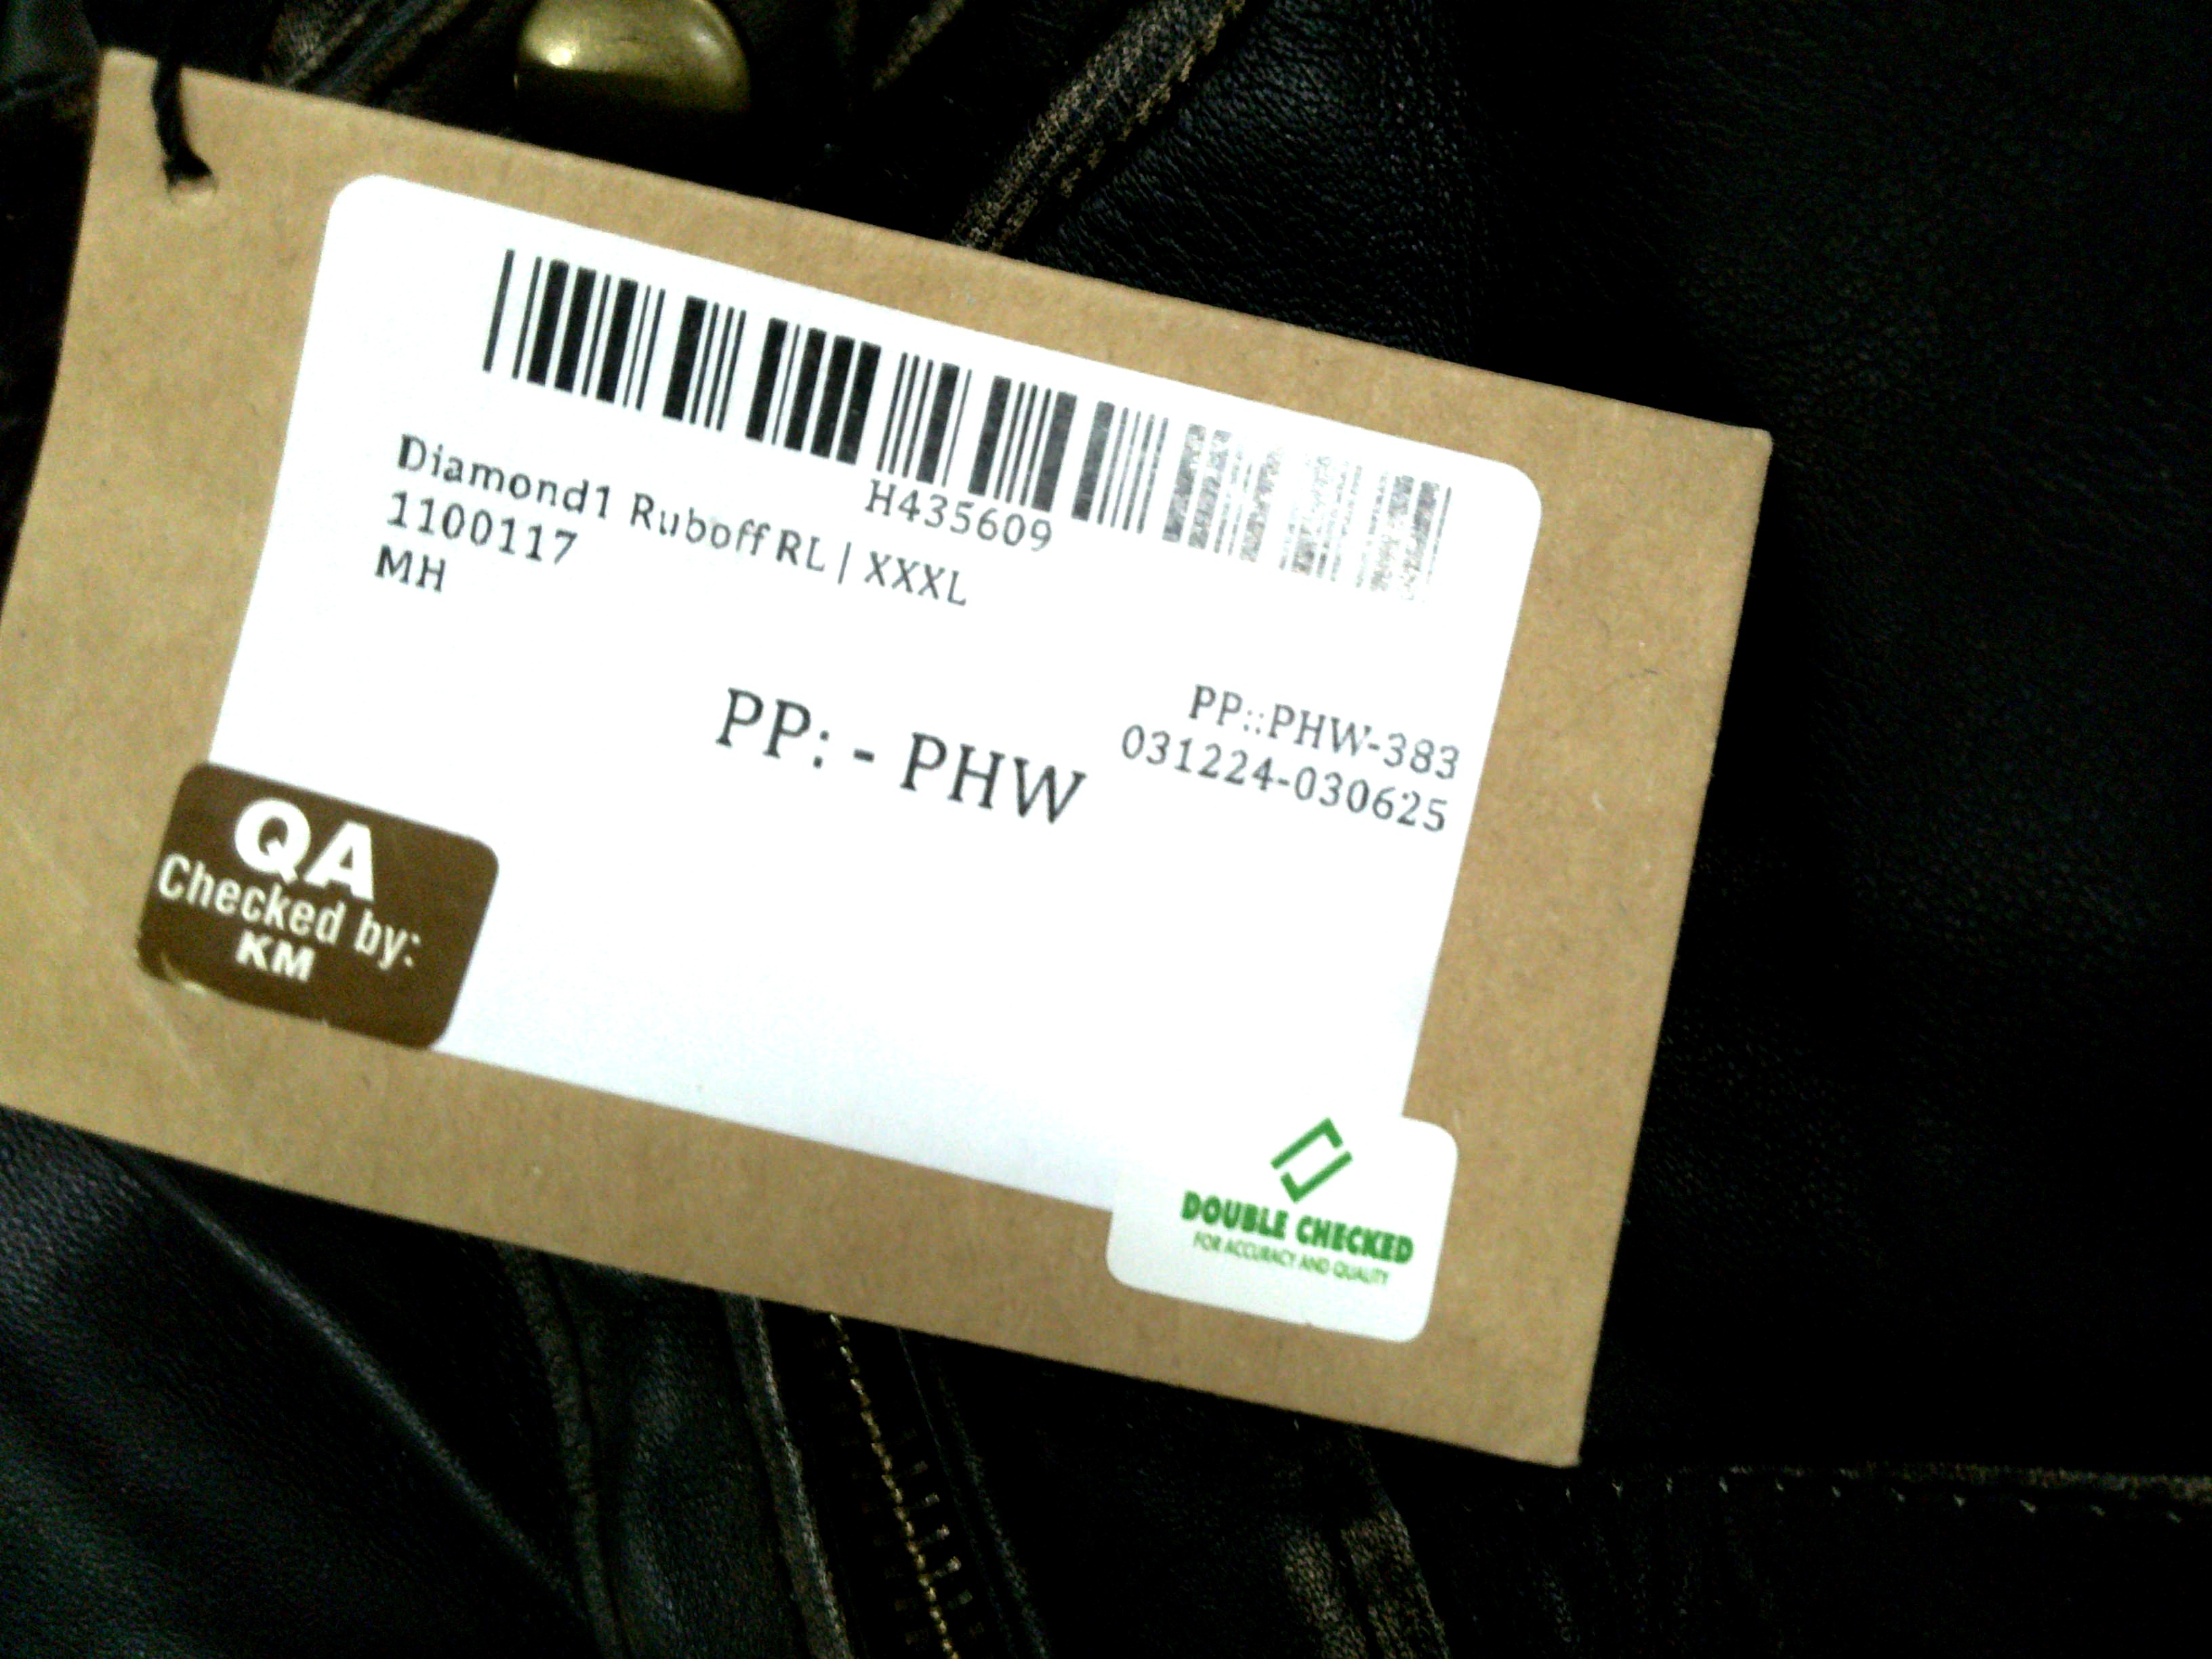 H435609
Diamond1 Ruboff RL | XXXL
1100117
MH
PP::PHW-383
031224-030625
PP: - PHW
QA
Checked by:
KM
DOUBLE CHECKED
FOR ACCURACY AND QUALITY